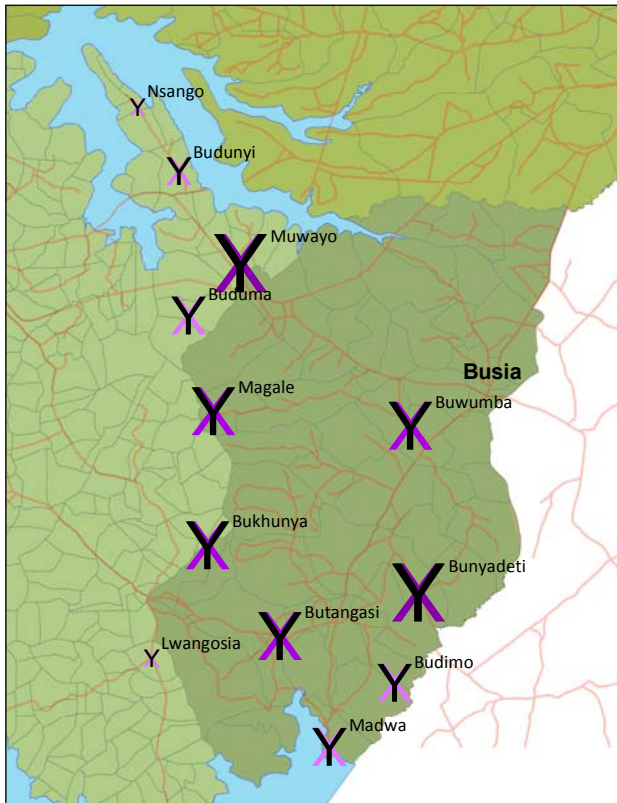 Nsango
Budunyi
Muwayo
Buduma
Busia
Magale
Buwumba
Bukhunya
Bunyadeti
Butangasi
Lwangosia
Budimo
Madwa